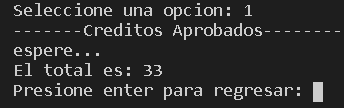 Seleccione una opcion: 1
-------Creditos Aprobados--------
espere...
El total es: 33
Presione enter para regresar: